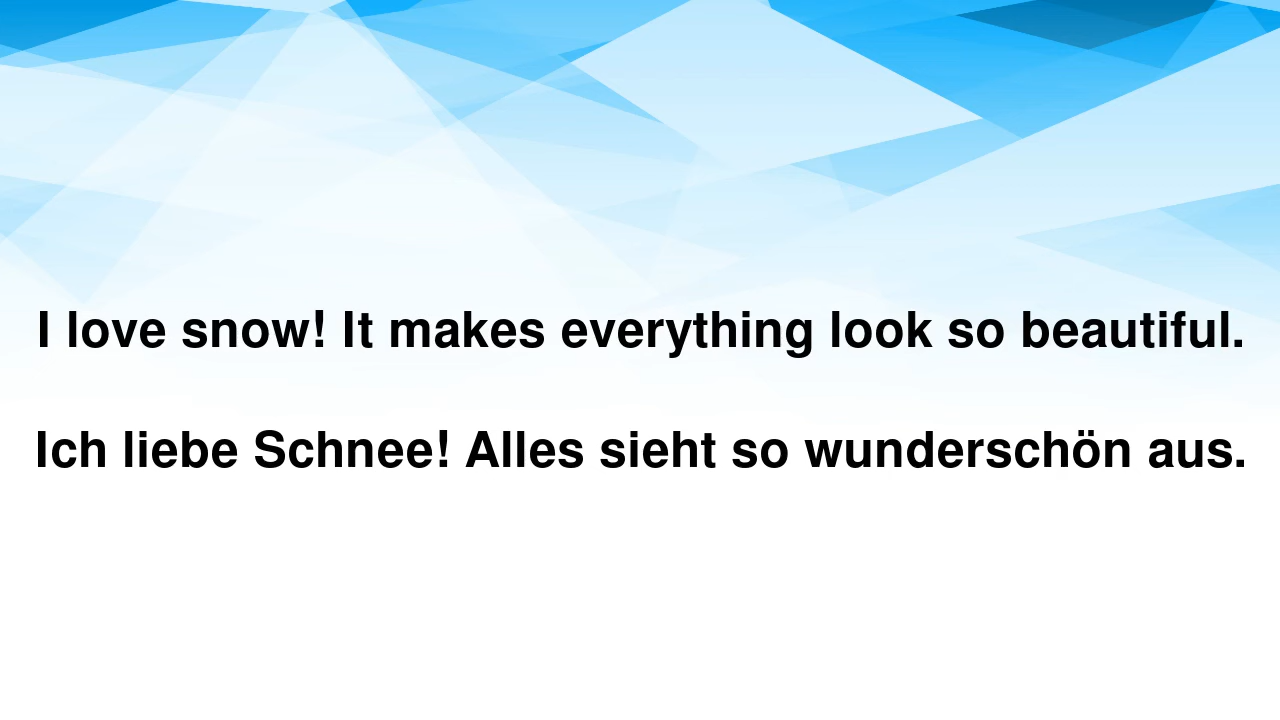 I love snow! It makes everything look so beautiful.
Ich liebe Schnee! Alles sieht so wunderschön aus.